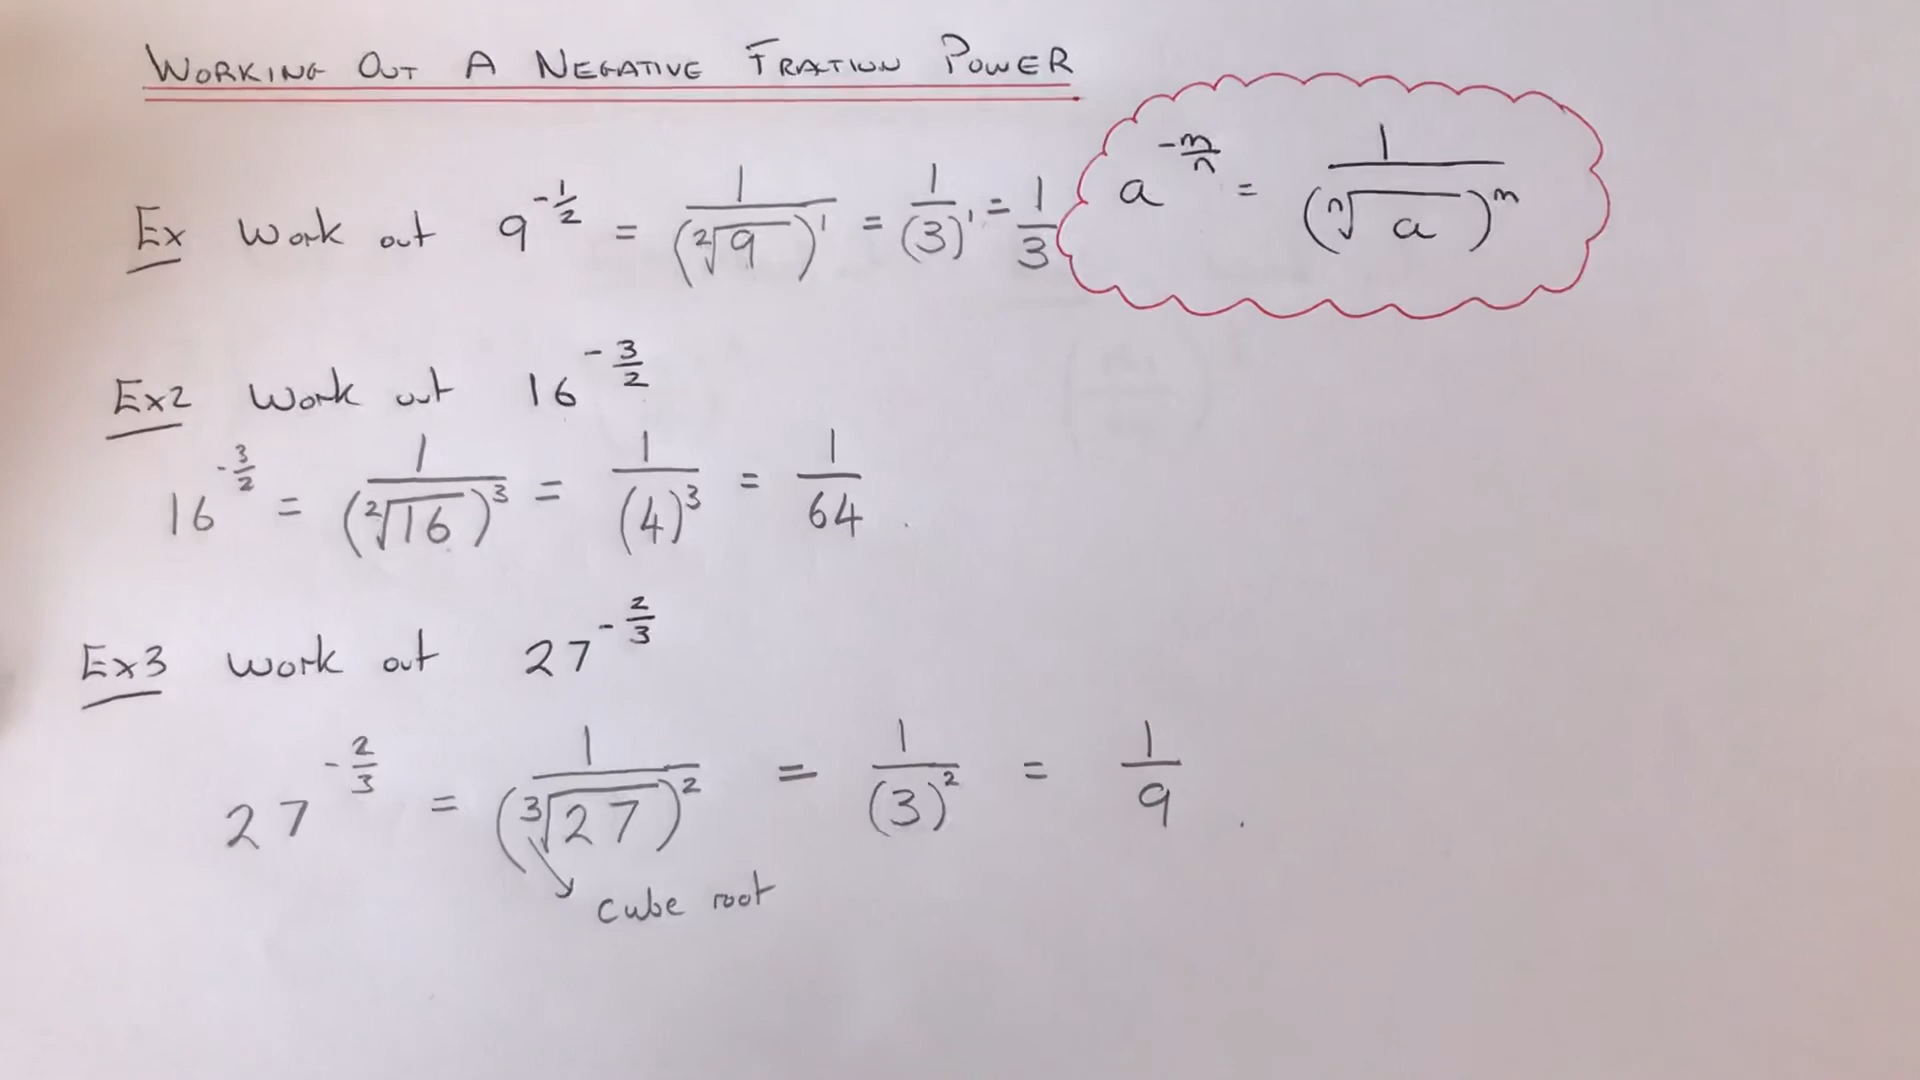 WORKING OUT A NEGATIVE FRACTION POWER
a^(-m/n) = 1/(ⁿ√a)^m
Ex Work out 9^(-1/2) = 1/(²√9)^1 = 1/(3)^1 = 1/3
Ex2 Work out 16^(-3/2)
16^(-3/2) = 1/(²√16)^3 = 1/(4)^3 = 1/64.
Ex3 Work out 27^(-2/3)
27^(-2/3) = 1/(³√27)^2 = 1/(3)^2 = 1/9.
cube root